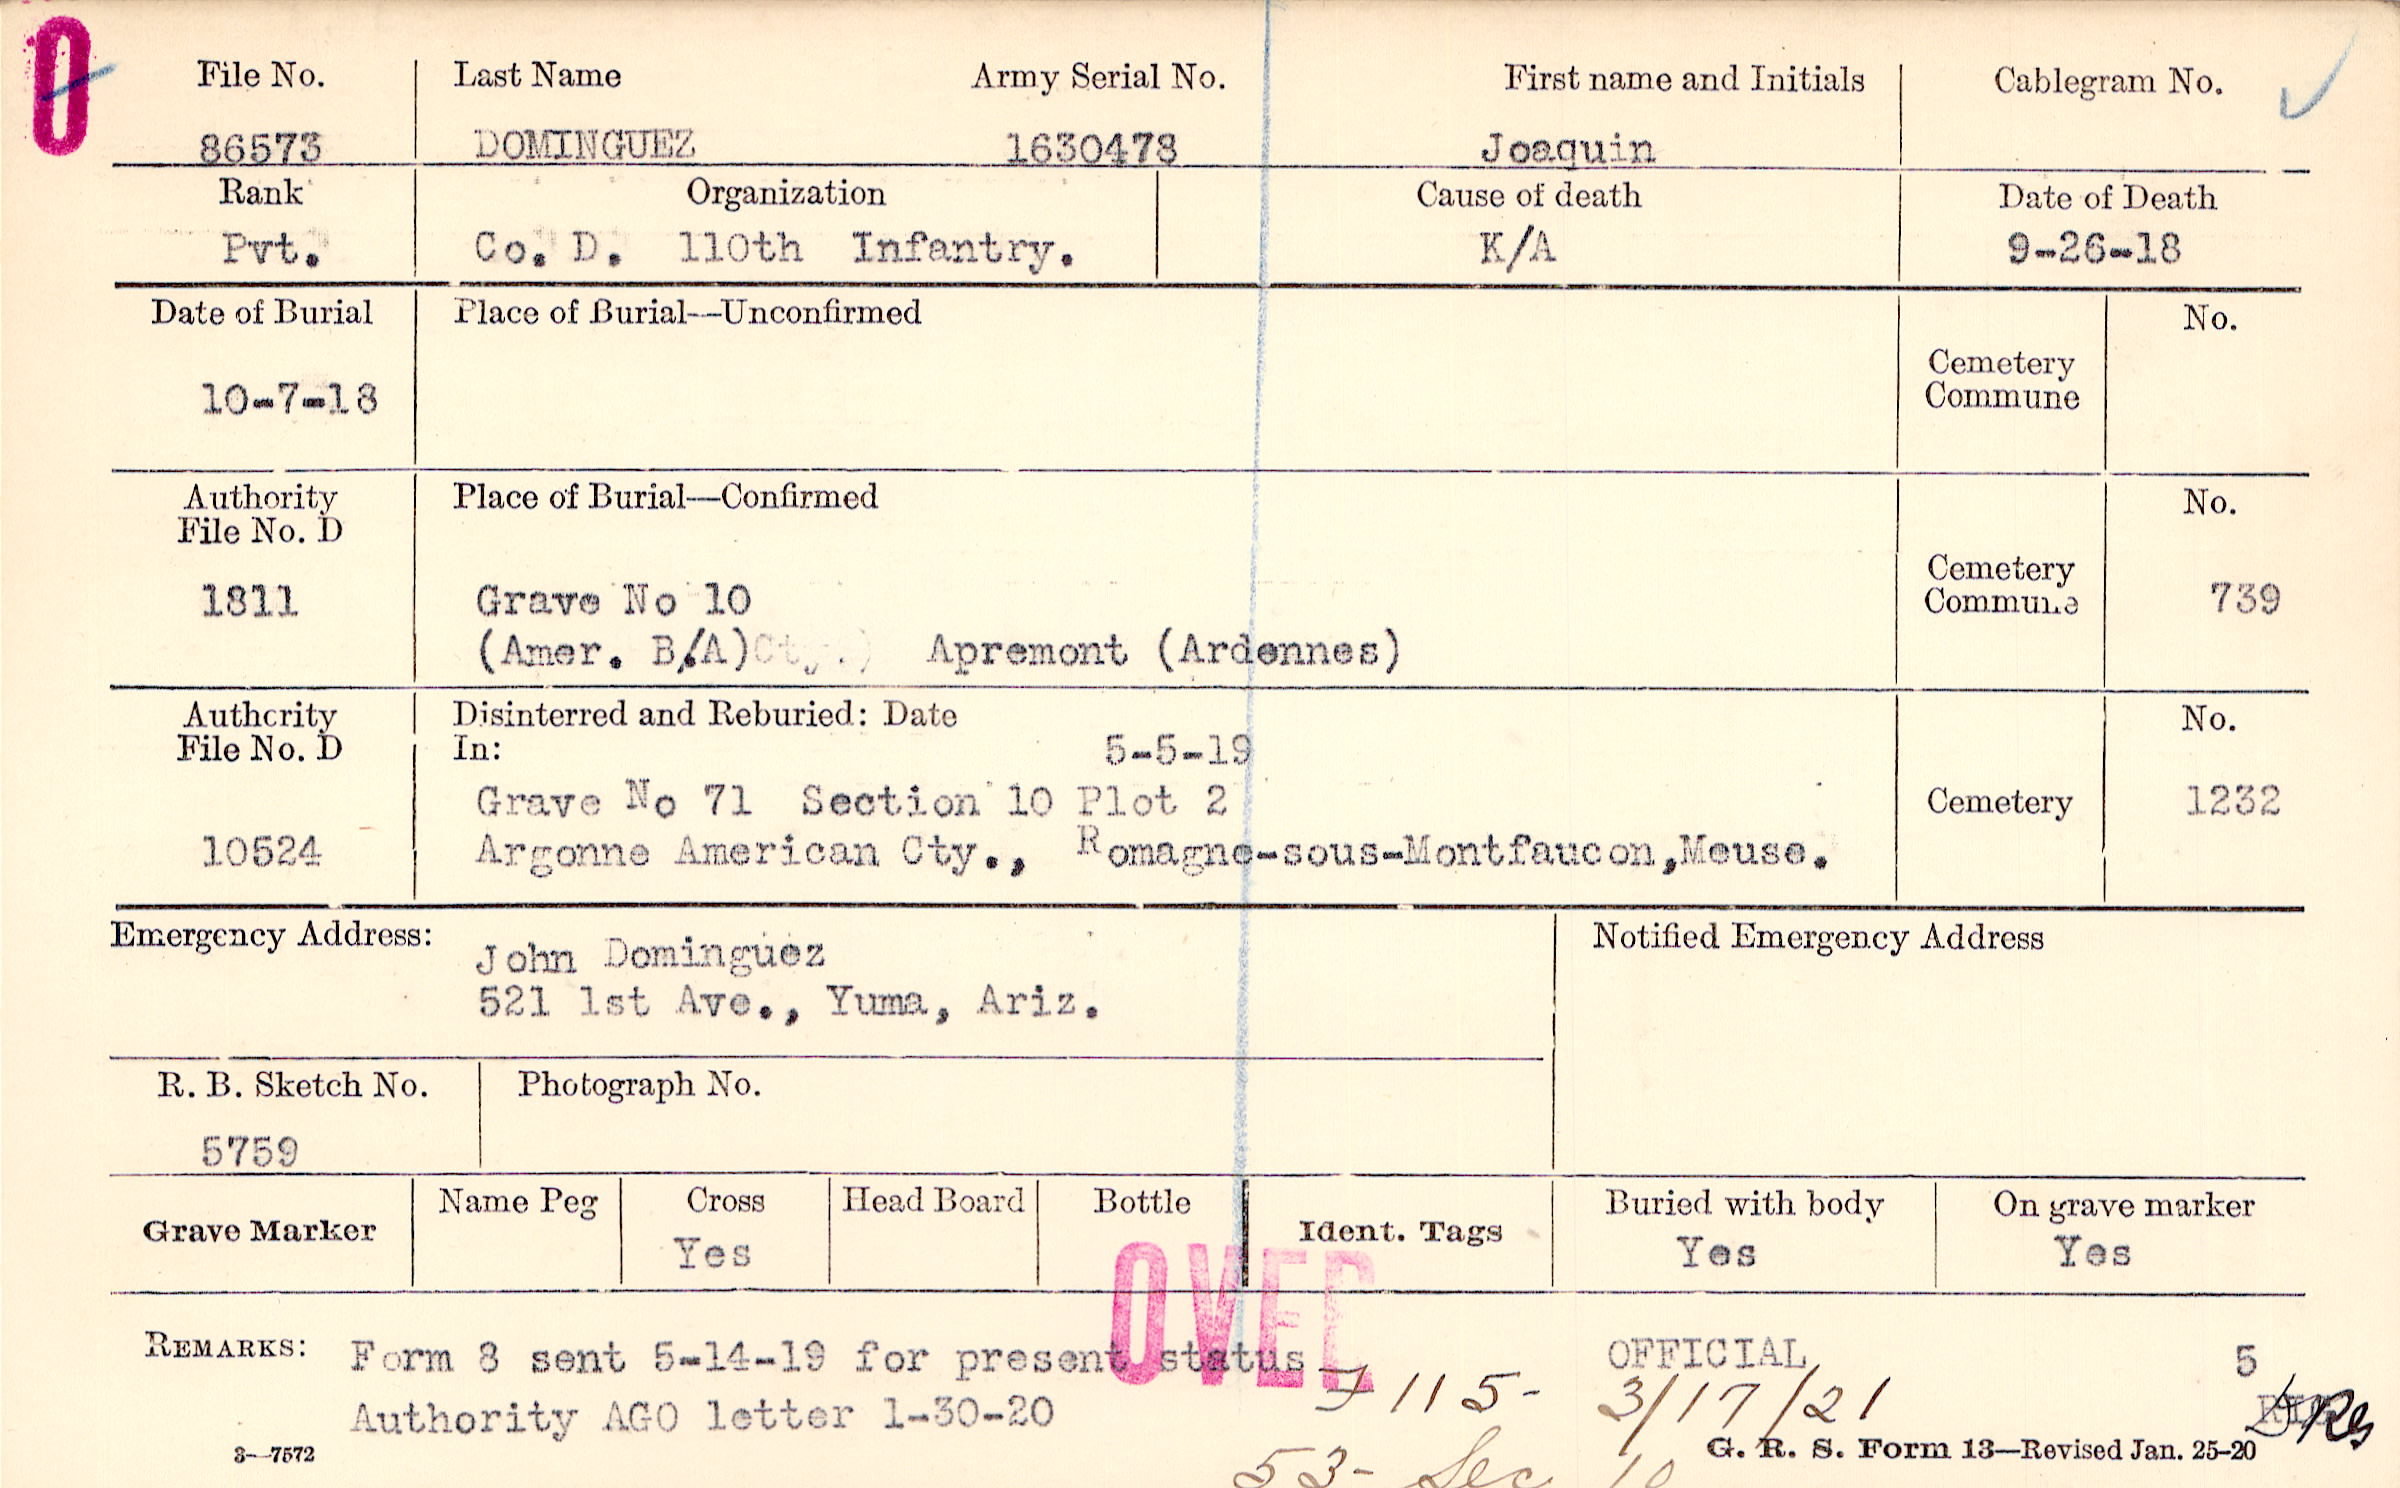 0
File No. Last Name Army Serial No. First name and Initials Cablegram No.
86573 DOMINGUEZ 1630478 Joaquin
Rank Organization Cause of death Date of Death
Pvt. Co. D. 110th Infantry. K/A 9-26-18
Date of Burial Place of Burial—Unconfirmed No.
Cemetery
Commune
10-7-18
Authority Place of Burial—Confirmed No.
File No. D
Cemetery
Commune
1811 Grave No 10 739
(Amer. B/A) Cty.) Apremont (Ardennes)
Authority Disinterred and Reburied: Date No.
File No. D In: 5-5-19
Grave No 71 Section 10 Plot 2 Cemetery 1232
10524 Argonne American Cty., Romagne-sous-Montfaucon,Meuse.
Emergency Address: Notified Emergency Address
John Dominguez
521 1st Ave., Yuma, Ariz.
R. B. Sketch No. Photograph No.
5759
Grave Marker Name Peg Cross Head Board Bottle Ident. Tags Buried with body On grave marker
Yes Yes Yes
OVER
REMARKS: Form 8 sent 5-14-19 for present status OFFICIAL 5
115- 3/17/21
Authority AGO letter 1-30-20
3—7572 G. R. S. Form 13—Revised Jan. 25-20
53- Sec 10